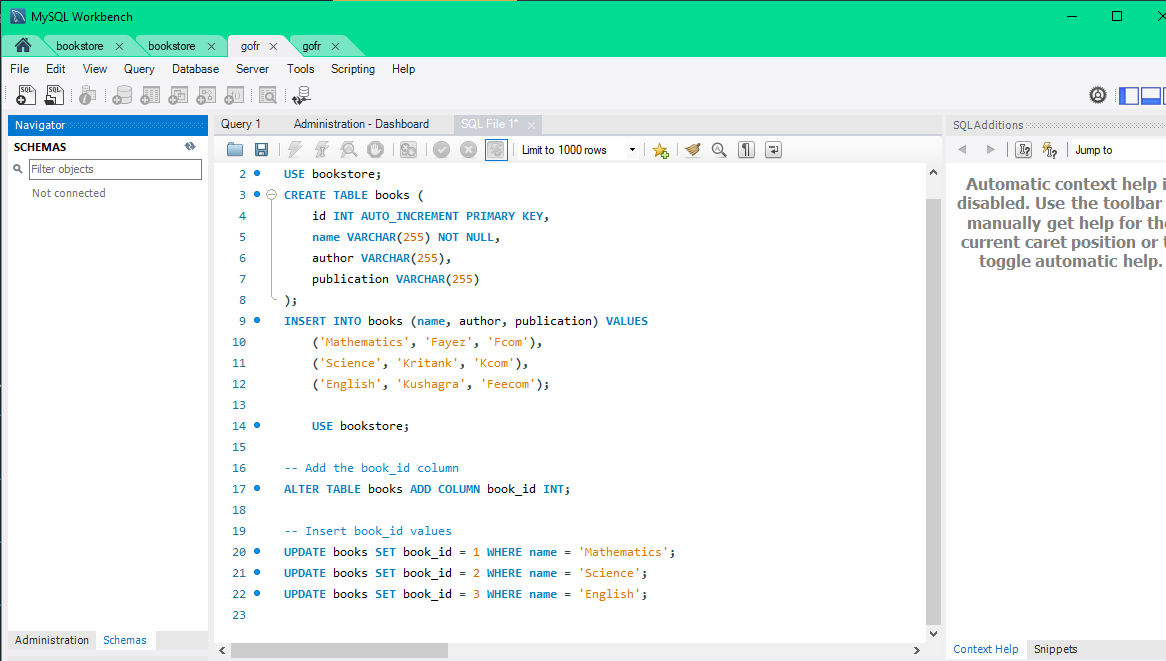 MySQL Workbench
bookstore
bookstore
gofr
gofr
File Edit View Query Database Server Tools Scripting Help
Navigator
SCHEMAS
Filter objects
Not connected
Administration Schemas
Query 1 Administration - Dashboard SQL File 1*
Limit to 1000 rows
2 USE bookstore;
3 CREATE TABLE books (
4 id INT AUTO_INCREMENT PRIMARY KEY,
5 name VARCHAR(255) NOT NULL,
6 author VARCHAR(255),
7 publication VARCHAR(255)
8 );
9 INSERT INTO books (name, author, publication) VALUES
10 ('Mathematics', 'Fayez', 'Fcom'),
11 ('Science', 'Kritank', 'Kcom'),
12 ('English', 'Kushagra', 'Feecom');
13
14 USE bookstore;
15
16 -- Add the book_id column
17 ALTER TABLE books ADD COLUMN book_id INT;
18
19 -- Insert book_id values
20 UPDATE books SET book_id = 1 WHERE name = 'Mathematics';
21 UPDATE books SET book_id = 2 WHERE name = 'Science';
22 UPDATE books SET book_id = 3 WHERE name = 'English';
23
SQLAdditions
Jump to
Automatic context help i
disabled. Use the toolbar
manually get help for the
current caret position or t
toggle automatic help.
Context Help Snippets